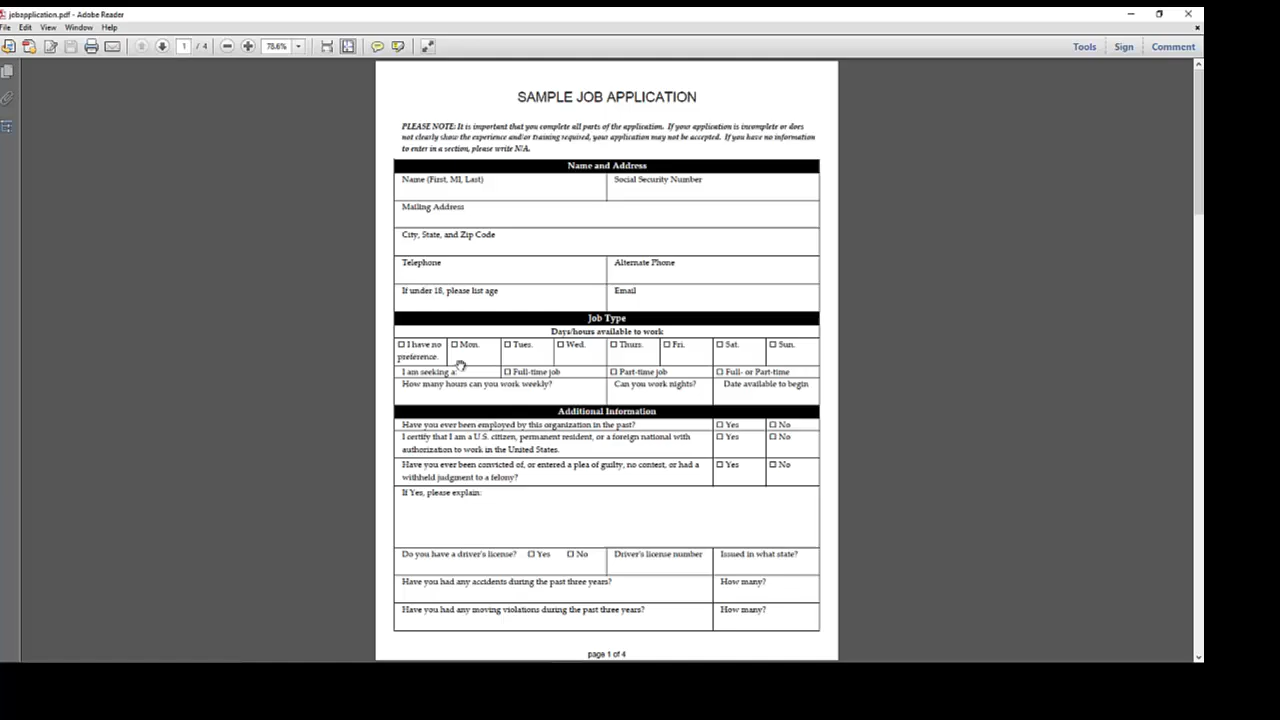 jobapplication.pdf - Adobe Reader
File Edit View Window Help
1 / 4 78.6% Tools Sign Comment
SAMPLE JOB APPLICATION
PLEASE NOTE: It is important that you complete all parts of the application. If your application is incomplete or does
not clearly show the experience and/or training required, your application may not be accepted. If you have no information
to enter in a section, please write N/A.
Name and Address
Name (First, MI, Last) Social Security Number
Mailing Address
City, State, and Zip Code
Telephone Alternate Phone
If under 18, please list age Email
Job Type
Days/hours available to work
☐ I have no ☐ Mon. ☐ Tues. ☐ Wed. ☐ Thurs. ☐ Fri. ☐ Sat. ☐ Sun.
preference.
I am seeking a: ☐ Full-time job ☐ Part-time job ☐ Full- or Part-time
How many hours can you work weekly? Can you work nights? Date available to begin
Additional Information
Have you ever been employed by this organization in the past? ☐ Yes ☐ No
I certify that I am a U.S. citizen, permanent resident, or a foreign national with ☐ Yes ☐ No
authorization to work in the United States.
Have you ever been convicted of, or entered a plea of guilty, no contest, or had a ☐ Yes ☐ No
withheld judgment to a felony?
If Yes, please explain:
Do you have a driver's license? ☐ Yes ☐ No Driver's license number Issued in what state?
Have you had any accidents during the past three years? How many?
Have you had any moving violations during the past three years? How many?
page 1 of 4